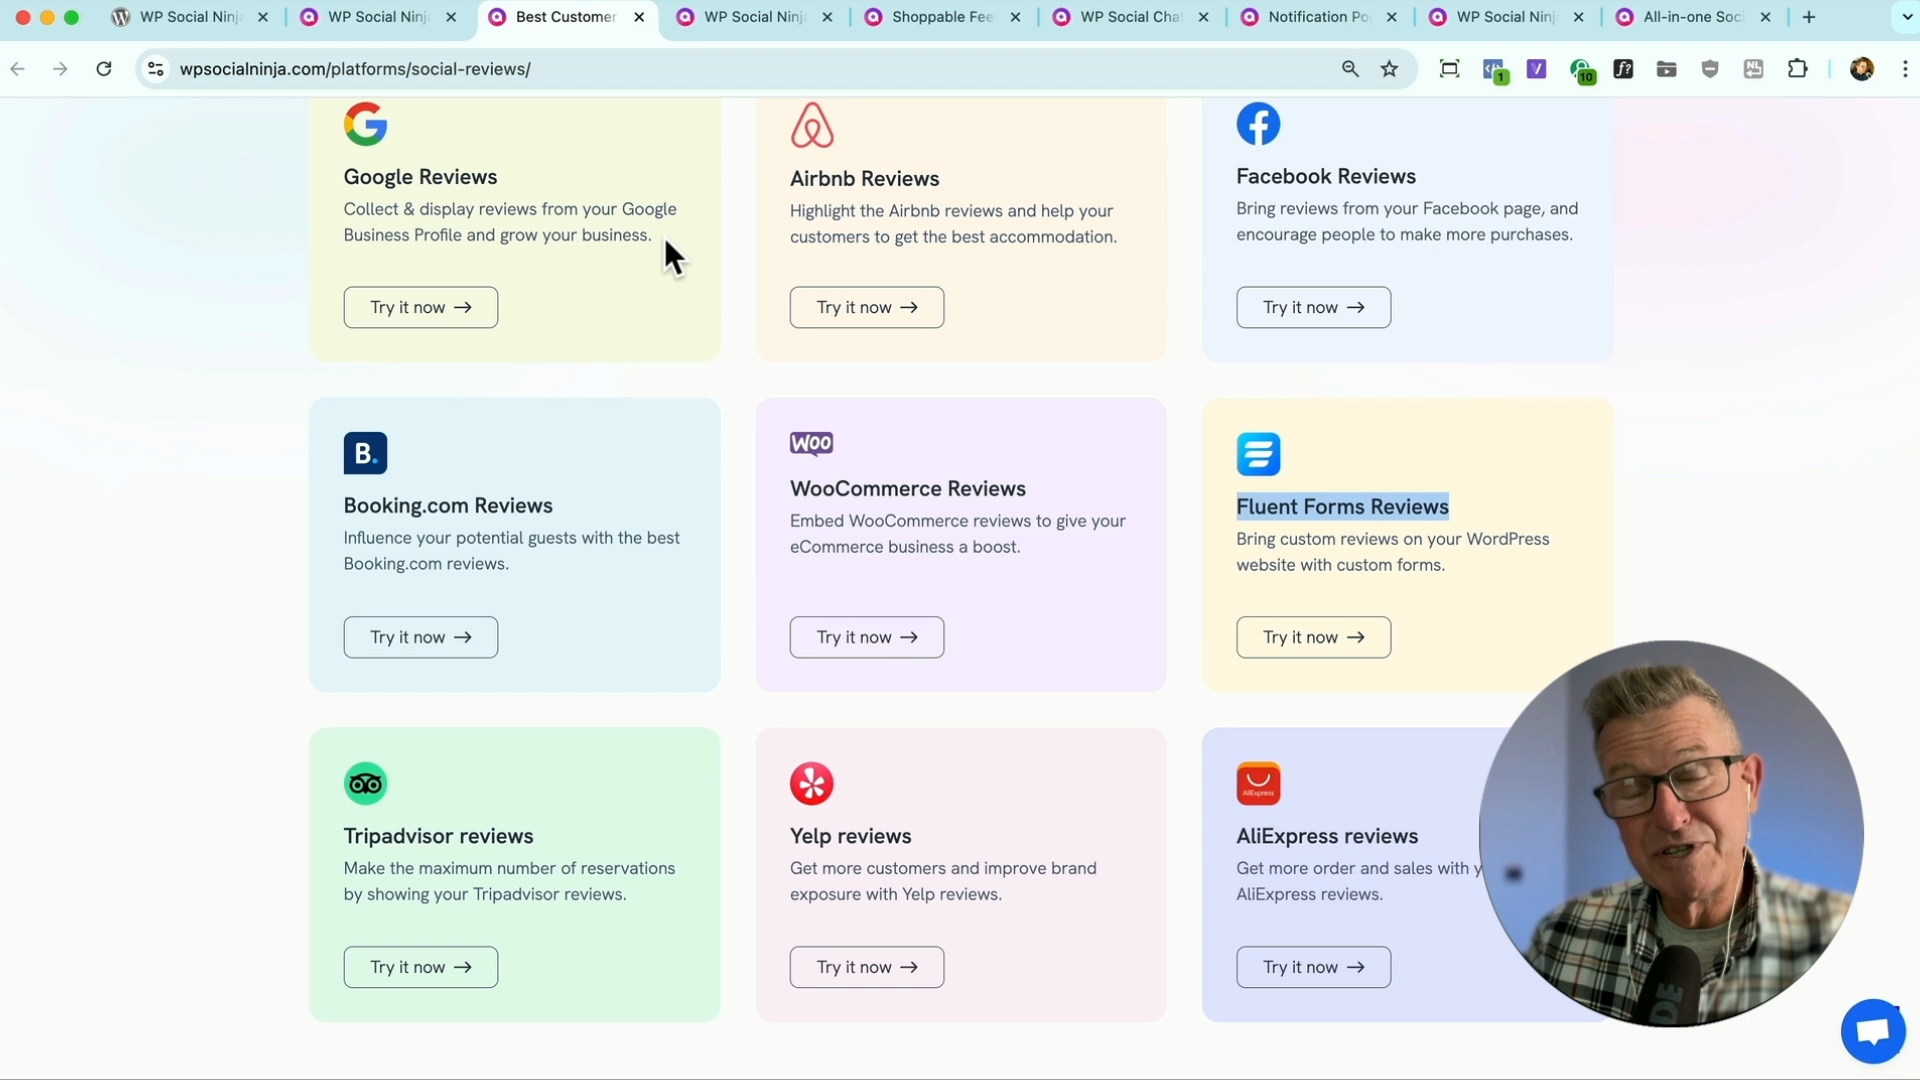 WP Social Ninj
WP Social Ninj
Best Customer
WP Social Ninj
Shoppable Fee
WP Social Cha
Notification Po
WP Social Ninj
All-in-one Soc
wpsocialninja.com/platforms/social-reviews/
1
10
f?
Google Reviews
Collect & display reviews from your Google
Business Profile and grow your business.
Try it now →
Airbnb Reviews
Highlight the Airbnb reviews and help your
customers to get the best accommodation.
Try it now →
Facebook Reviews
Bring reviews from your Facebook page, and
encourage people to make more purchases.
Try it now →
B.
Booking.com Reviews
Influence your potential guests with the best
Booking.com reviews.
Try it now →
WOO
WooCommerce Reviews
Embed WooCommerce reviews to give your
eCommerce business a boost.
Try it now →
Fluent Forms Reviews
Bring custom reviews on your WordPress
website with custom forms.
Try it now →
Tripadvisor reviews
Make the maximum number of reservations
by showing your Tripadvisor reviews.
Try it now →
Yelp reviews
Get more customers and improve brand
exposure with Yelp reviews.
Try it now →
AliExpress
AliExpress reviews
Get more order and sales with y
AliExpress reviews.
Try it now →